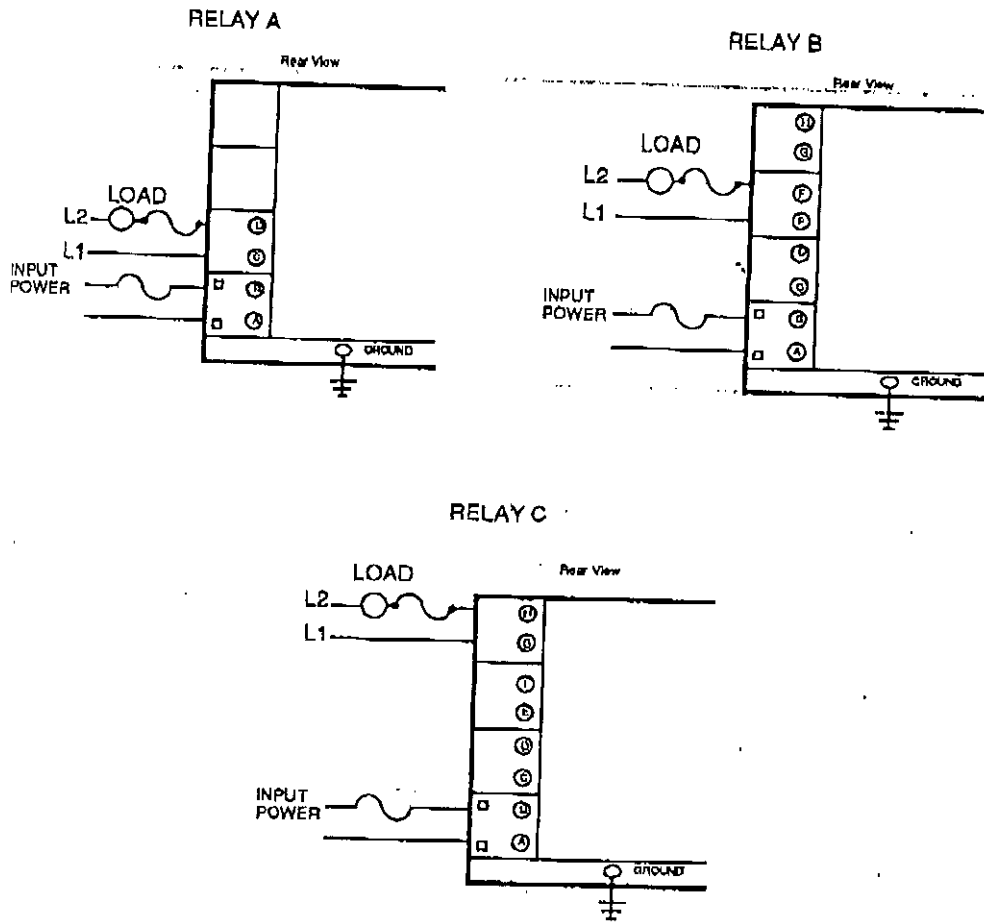 RELAY A
Rear View
LOAD
L2
D
L1
C
INPUT
POWER
B
A
GROUND
RELAY B
Rear View
LOAD
H
G
L2
F
L1
D
INPUT
POWER
B
A
GROUND
RELAY C
Rear View
LOAD
L2
H
L1
G
E
D
C
INPUT
POWER
A
GROUND